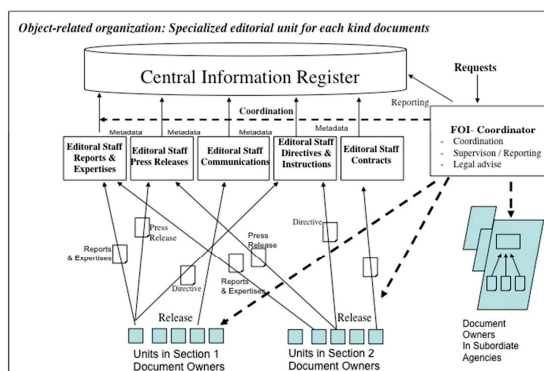 Object-related organization: Specialized editorial unit for each kind documents
Central Information Register
Requests
Reporting
Coordination
Metadata
Metadata
Metadata
Metadata
Editoral Staff
Reports &
Expertises
Editoral Staff
Press Releases
Editoral Staff
Communications
Editoral Staff
Directives &
Instructions
Editoral Staff
Contracts
FOI- Coordinator
- Coordination
- Supervison / Reporting
- Legal advise
Press
Release
Directive
Press
Release
Reports
& Expertises
Directive
Reports
& Expertises
Release
Release
Units in Section 1
Document Owners
Units in Section 2
Document Owners
Document
Owners
In Subordiate
Agencies